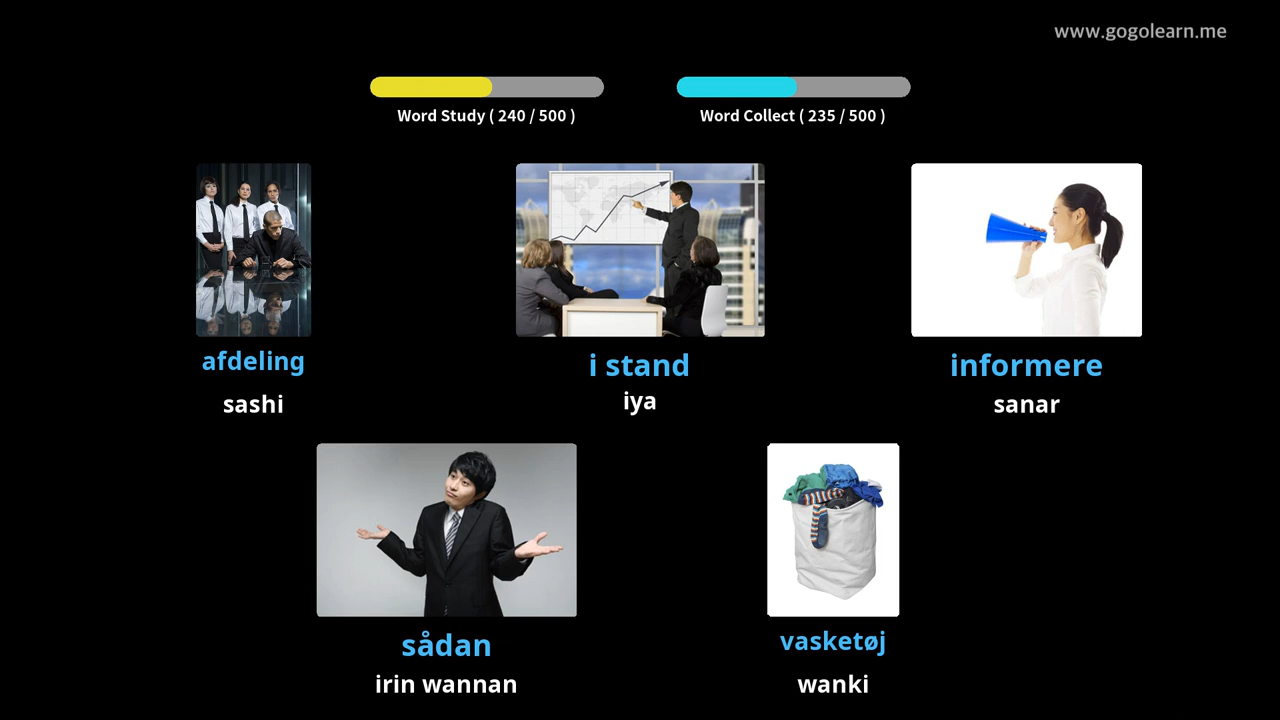 www.gogolearn.me
Word Study ( 240 / 500 )
Word Collect ( 235 / 500 )
afdeling
sashi
i stand
iya
informere
sanar
sådan
irin wannan
vasketøj
wanki